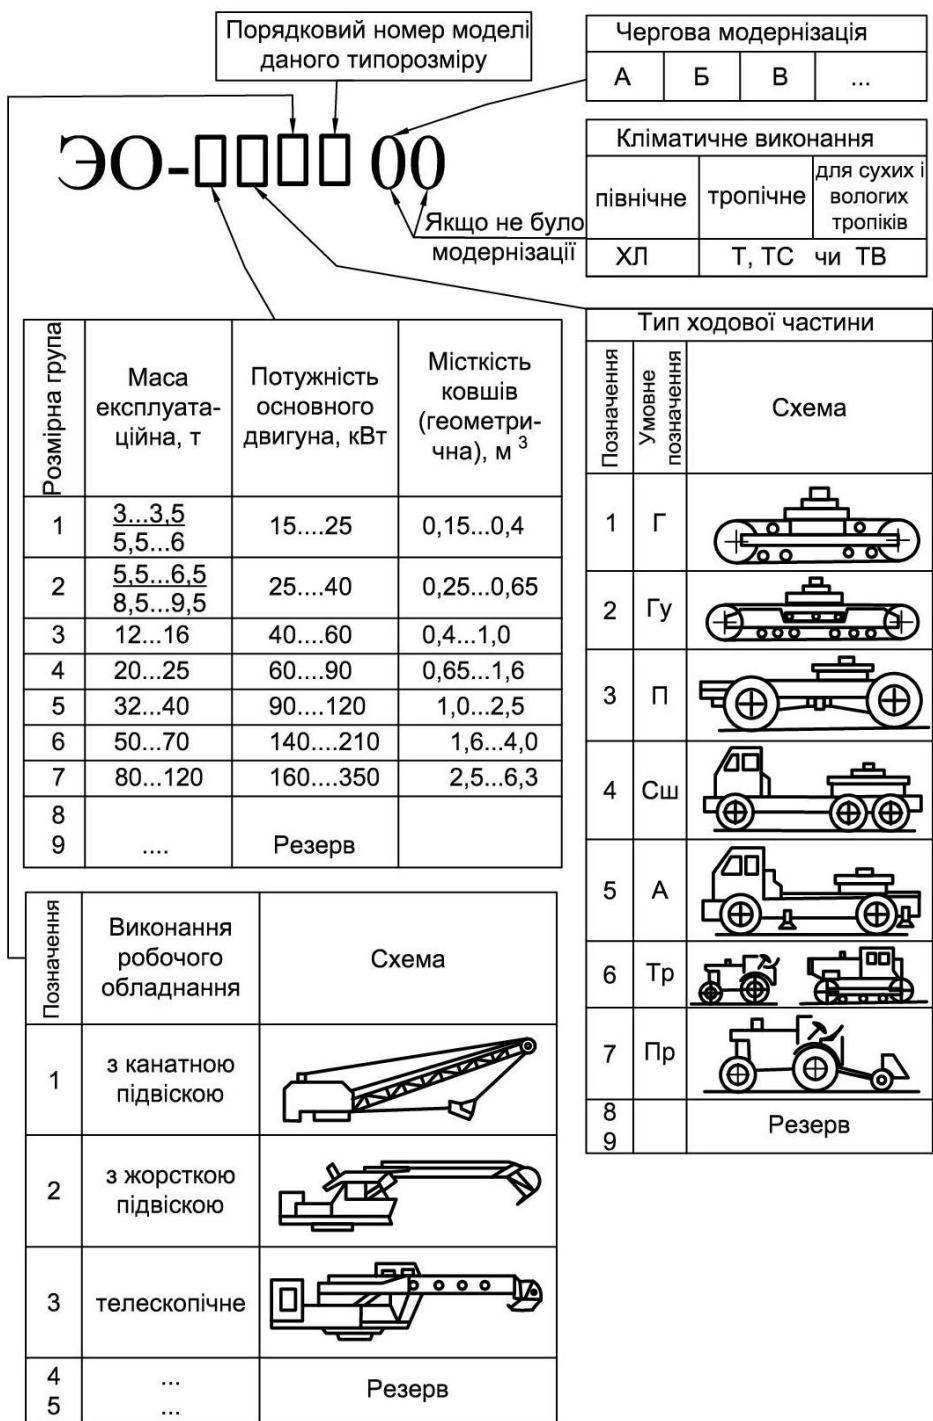 Порядковий номер моделі
даного типорозміру
Чергова модернізація
А Б В ...
ЭО- 00
Кліматичне виконання
північне тропічне для сухих і
вологих
тропіків
ХЛ Т, ТС чи ТВ
Якщо не було
модернізації
Розмірна група
Маса
експлуата-
ційна, т
Потужність
основного
двигуна, кВт
Місткість
ковшів
(геометри-
чна), м 3
1 3...3,5 15....25 0,15...0,4
5,5...6
2 5,5...6,5 25....40 0,25...0,65
8,5...9,5
3 12...16 40....60 0,4...1,0
4 20...25 60....90 0,65...1,6
5 32...40 90....120 1,0...2,5
6 50...70 140....210 1,6...4,0
7 80...120 160....350 2,5...6,3
8
9 .... Резерв
Тип ходової частини
Позначення
Умовне
позначення
Схема
1 Г
2 Гу
3 П
4 Сш
5 А
6 Тр
7 Пр
8
9
Резерв
Позначення
Виконання
робочого
обладнання
Схема
1 з канатною
підвіскою
2 з жорсткою
підвіскою
3 телескопічне
4 ...
5 ...
Резерв